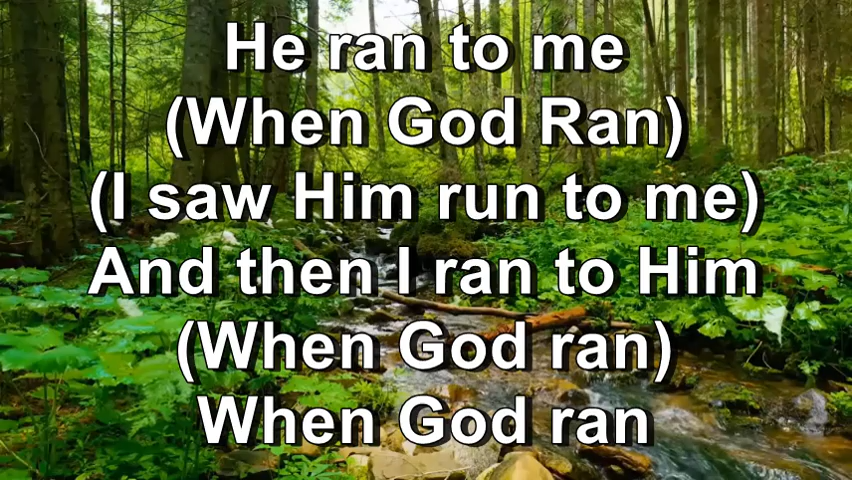 He ran to me
(When God Ran)
(I saw Him run to me)
And then I ran to Him
(When God ran)
When God ran